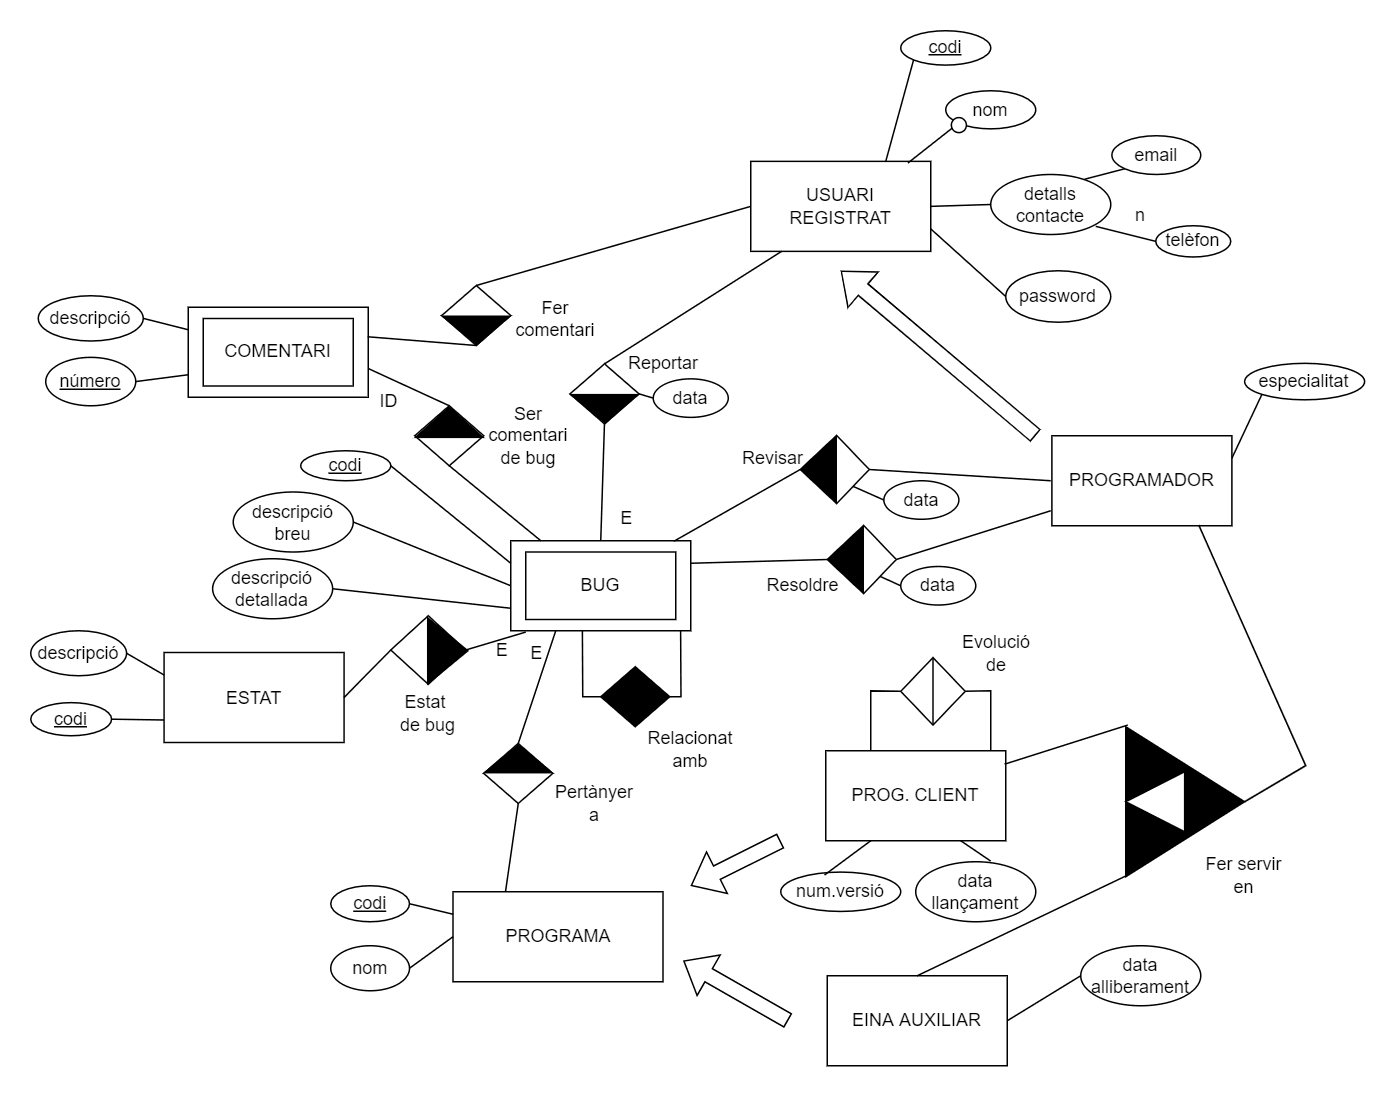 codi
nom
email
detalls
contacte
n
telèfon
USUARI
REGISTRAT
password
Fer
comentari
descripció
número
COMENTARI
ID
Reportar
data
Ser
comentari
de bug
especialitat
PROGRAMADOR
Revisar
data
codi
descripció
breu
descripció
detallada
E
BUG
Resoldre
data
descripció
codi
ESTAT
Estat
de bug
E
E
Relacionat
amb
Evolució
de
PROG. CLIENT
num.versió
data
llançament
Fer servir
en
Pertànyer
a
codi
nom
PROGRAMA
EINA AUXILIAR
data
alliberament